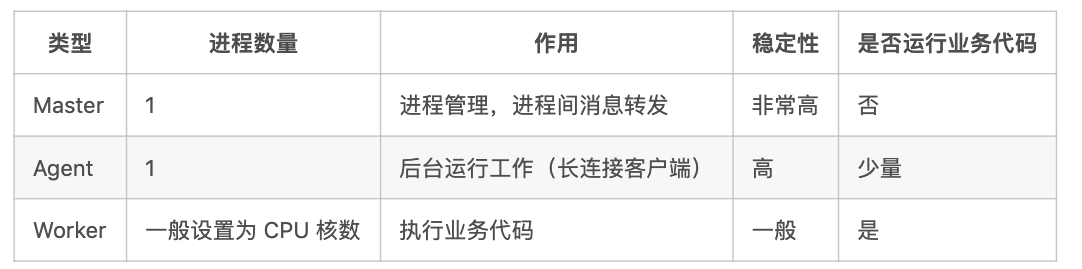 类型 进程数量 作用 稳定性 是否运行业务代码
Master 1 进程管理，进程间消息转发 非常高 否
Agent 1 后台运行工作（长连接客户端） 高 少量
Worker 一般设置为 CPU 核数 执行业务代码 一般 是